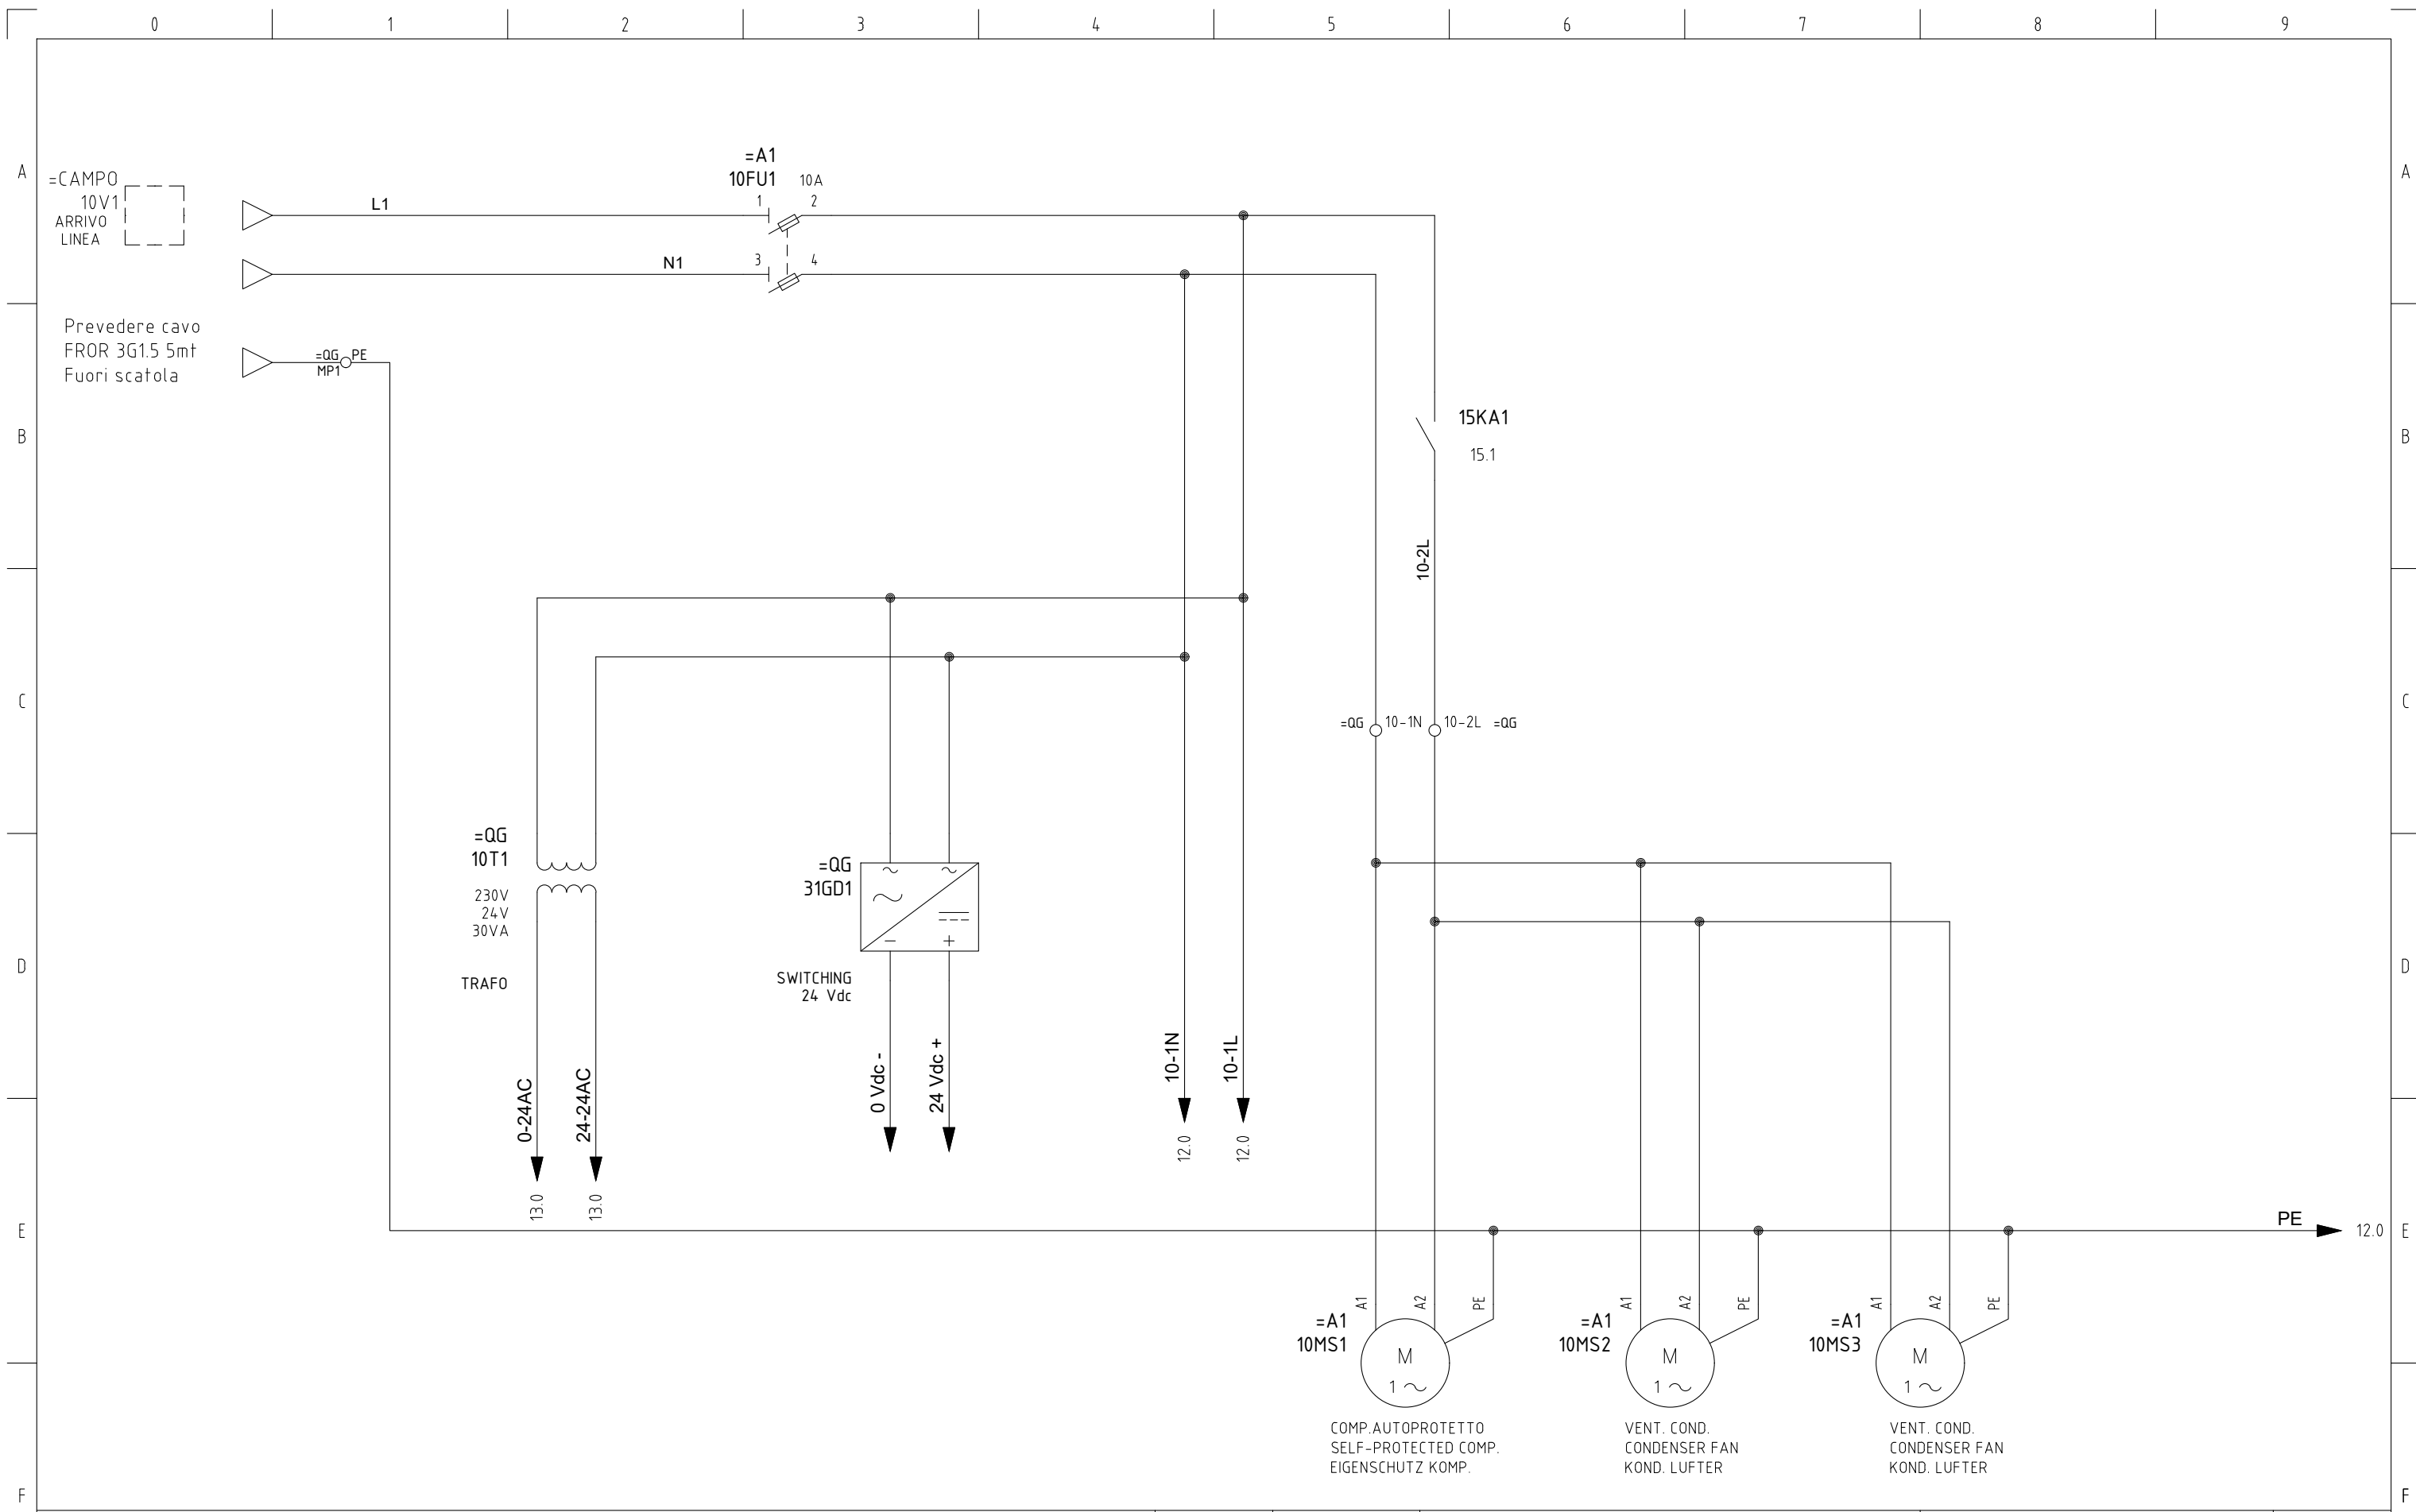 0 1 2 3 4 5 6 7 8 9
A A
=CAMPO
10V1
ARRIVO
LINEA
L1
=A1
10FU1 10A
1 2
N1
3 4
Prevedere cavo
FROR 3G1.5 5mt
Fuori scatola
=QG PE
MP1
B B
15KA1
15.1
10-2L
C C
=QG 10-1N 10-2L =QG
=QG
10T1
230V
24V
30VA
TRAFO
=QG
31GD1
SWITCHING
24 Vdc
D D
0-24AC
24-24AC
0 Vdc -
24 Vdc +
10-1N
10-1L
13.0
13.0
12.0
12.0
E E
PE
12.0
A1 A2 PE
=A1
10MS1
M
1
A1 A2 PE
=A1
10MS2
M
1
A1 A2 PE
=A1
10MS3
M
1
COMP.AUTOPROTETTO
SELF-PROTECTED COMP.
EIGENSCHUTZ KOMP.
VENT. COND.
CONDENSER FAN
KOND. LUFTER
VENT. COND.
CONDENSER FAN
KOND. LUFTER
F F